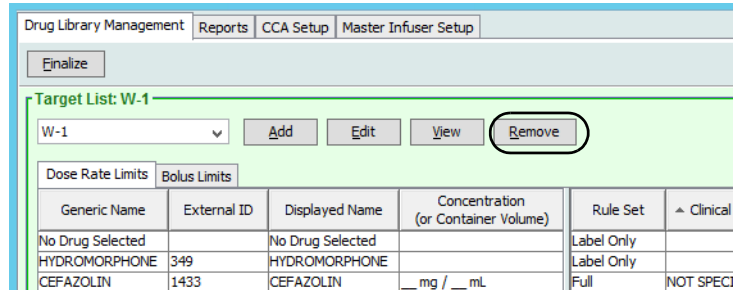 Drug Library Management Reports CCA Setup Master Infuser Setup
Finalize
Target List: W-1
W-1 Add Edit View Remove
Dose Rate Limits Bolus Limits
Generic Name External ID Displayed Name Concentration (or Container Volume) Rule Set Clinical
No Drug Selected No Drug Selected Label Only
HYDROMORPHONE 349 HYDROMORPHONE Label Only
CEFAZOLIN 1433 CEFAZOLIN __ mg / __ mL Full NOT SPECI